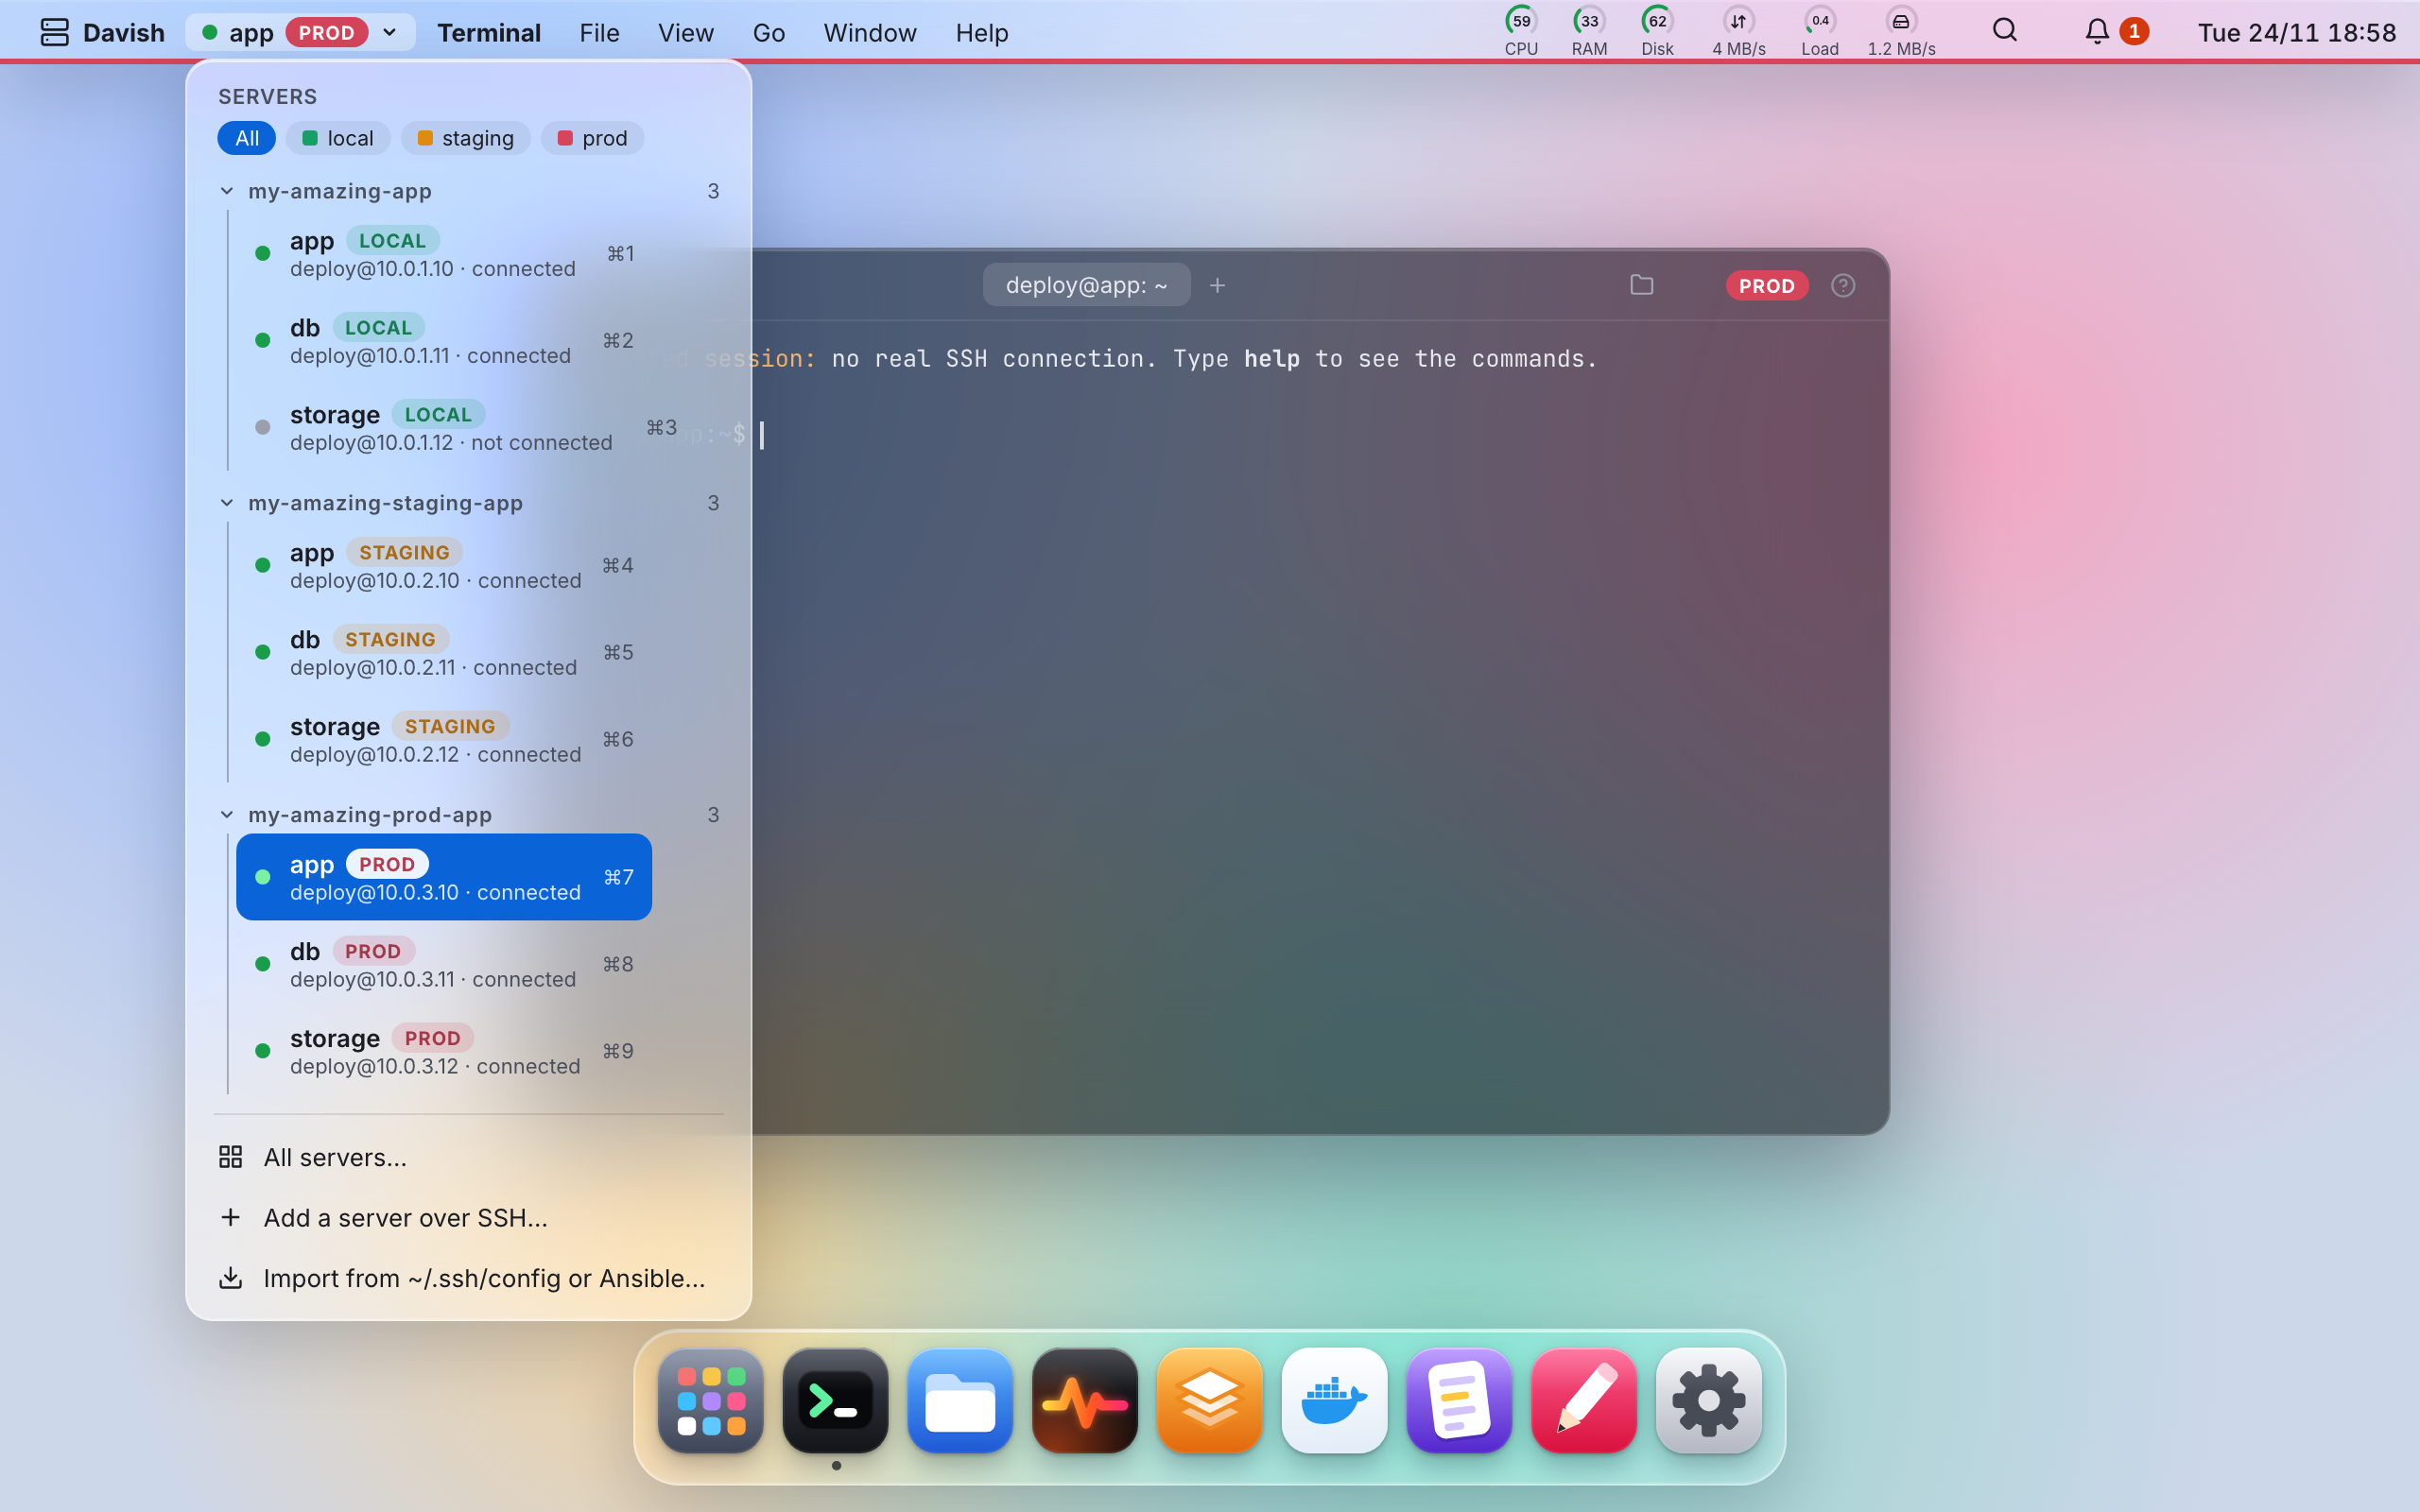 Davish app PROD Terminal File View Go Window Help 59 33 62 0.4 1 Tue 24/11 18:58
CPU RAM Disk 4 MB/s Load 1.2 MB/s
SERVERS
All local staging prod
my-amazing-app 3
app LOCAL ⌘1
deploy@10.0.1.10 · connected
db LOCAL ⌘2
deploy@10.0.1.11 · connected
storage LOCAL ⌘3
deploy@10.0.1.12 · not connected
my-amazing-staging-app 3
app STAGING ⌘4
deploy@10.0.2.10 · connected
db STAGING ⌘5
deploy@10.0.2.11 · connected
storage STAGING ⌘6
deploy@10.0.2.12 · connected
my-amazing-prod-app 3
app PROD ⌘7
deploy@10.0.3.10 · connected
db PROD ⌘8
deploy@10.0.3.11 · connected
storage PROD ⌘9
deploy@10.0.3.12 · connected
All servers...
Add a server over SSH...
Import from ~/.ssh/config or Ansible...
deploy@app: ~ + PROD
session: no real SSH connection. Type help to see the commands.
:~$